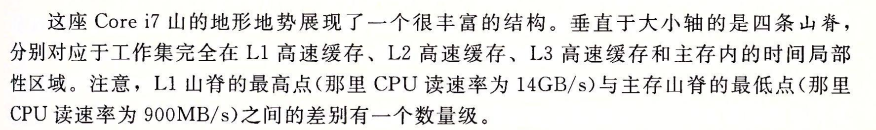 这座 Core i7 山的地形地势展现了一个很丰富的结构。垂直于大小轴的是四条山脊，
分别对应于工作集完全在 L1 高速缓存、L2 高速缓存、L3 高速缓存和主存内的时间局部
性区域。注意，L1 山脊的最高点(那里 CPU 读速率为 14GB/s)与主存山脊的最低点(那里
CPU 读速率为 900MB/s)之间的差别有一个数量级。